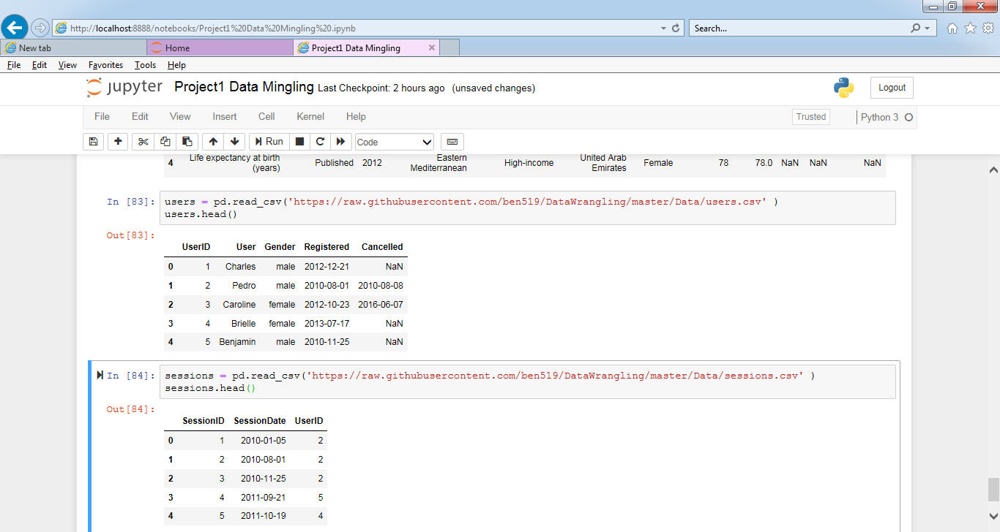 http://localhost:8888/notebooks/Project1%20Data%20Mingling%20.ipynb
Search...
New tab
Home
Project1 Data Mingling
File Edit View Favorites Tools Help
jupyter Project1 Data Mingling Last Checkpoint: 2 hours ago (unsaved changes)
Logout
File Edit View Insert Cell Kernel Help
Trusted
Python 3
Run
Code
4 Life expectancy at birth (years) Published 2012 Eastern Mediterranean High-income United Arab Emirates Female 78 78.0 NaN NaN NaN
In [83]: users = pd.read_csv('https://raw.githubusercontent.com/ben519/DataWrangling/master/Data/users.csv' )
users.head()
Out[83]:
UserID User Gender Registered Cancelled
0 1 Charles male 2012-12-21 NaN
1 2 Pedro male 2010-08-01 2010-08-08
2 3 Caroline female 2012-10-23 2016-06-07
3 4 Brielle female 2013-07-17 NaN
4 5 Benjamin male 2010-11-25 NaN
In [84]: sessions = pd.read_csv('https://raw.githubusercontent.com/ben519/DataWrangling/master/Data/sessions.csv' )
sessions.head()
Out[84]:
SessionID SessionDate UserID
0 1 2010-01-05 2
1 2 2010-08-01 2
2 3 2010-11-25 2
3 4 2011-09-21 5
4 5 2011-10-19 4